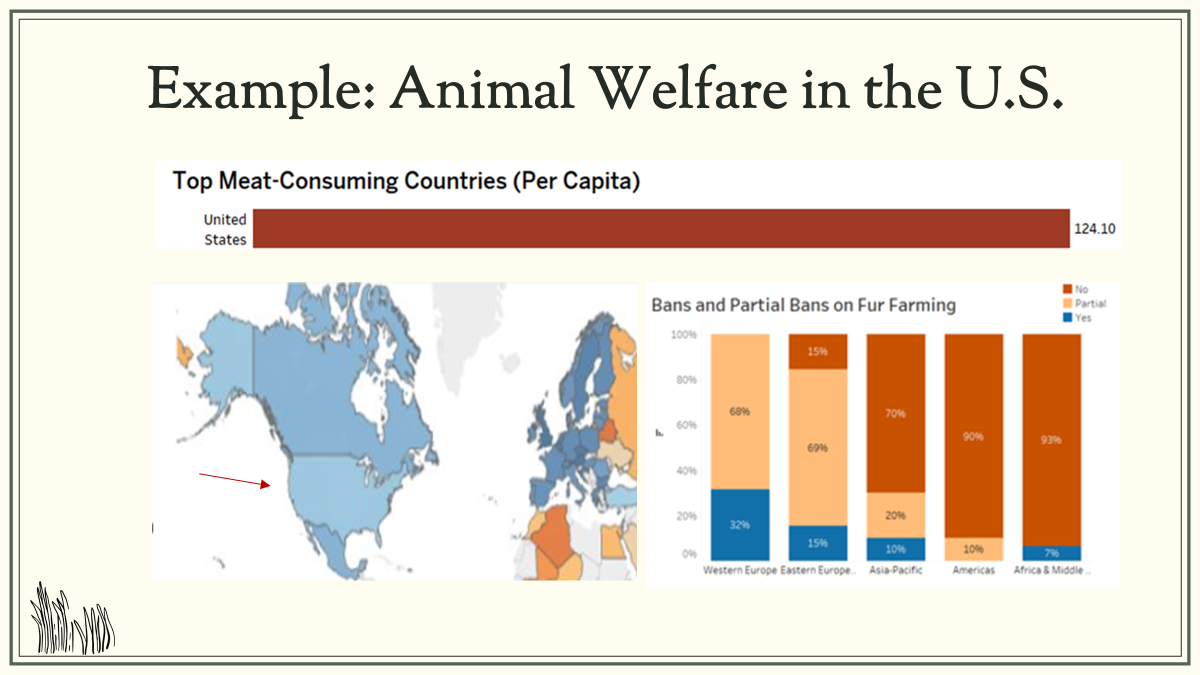 Example: Animal Welfare in the U.S.
Top Meat-Consuming Countries (Per Capita)
United
States
124.10
Bans and Partial Bans on Fur Farming
No
Partial
Yes
100%
80%
60%
40%
20%
0%
68%
32%
15%
69%
15%
70%
20%
10%
90%
10%
93%
7%
Western Europe
Eastern Europe..
Asia-Pacific
Americas
Africa & Middle ..